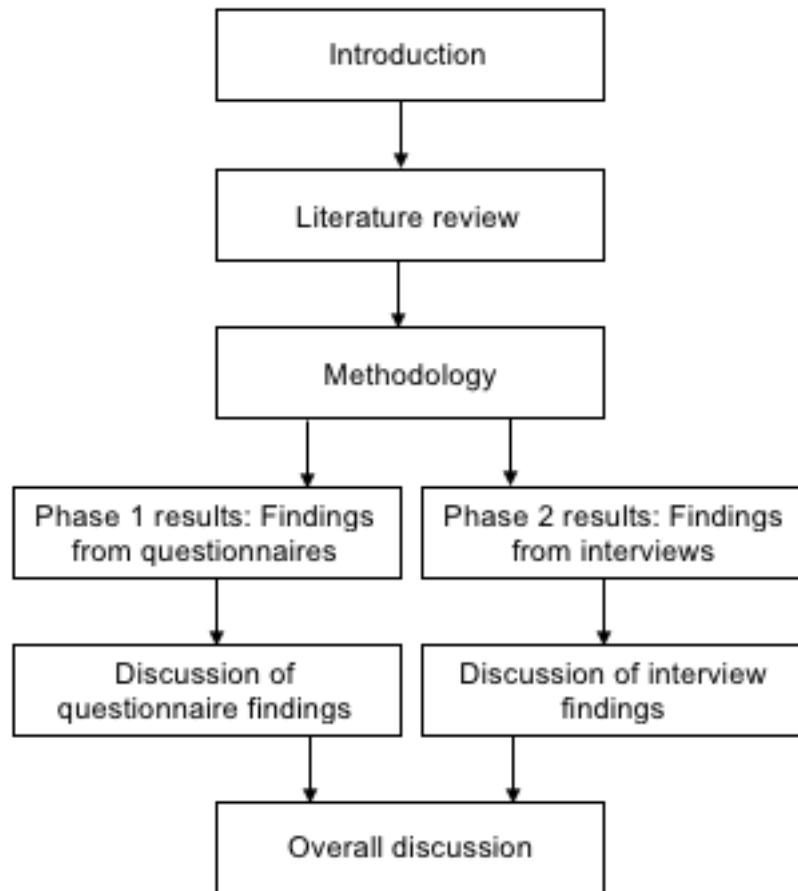 Introduction
Literature review
Methodology
Phase 1 results: Findings
from questionnaires
Phase 2 results: Findings
from interviews
Discussion of
questionnaire findings
Discussion of interview
findings
Overall discussion